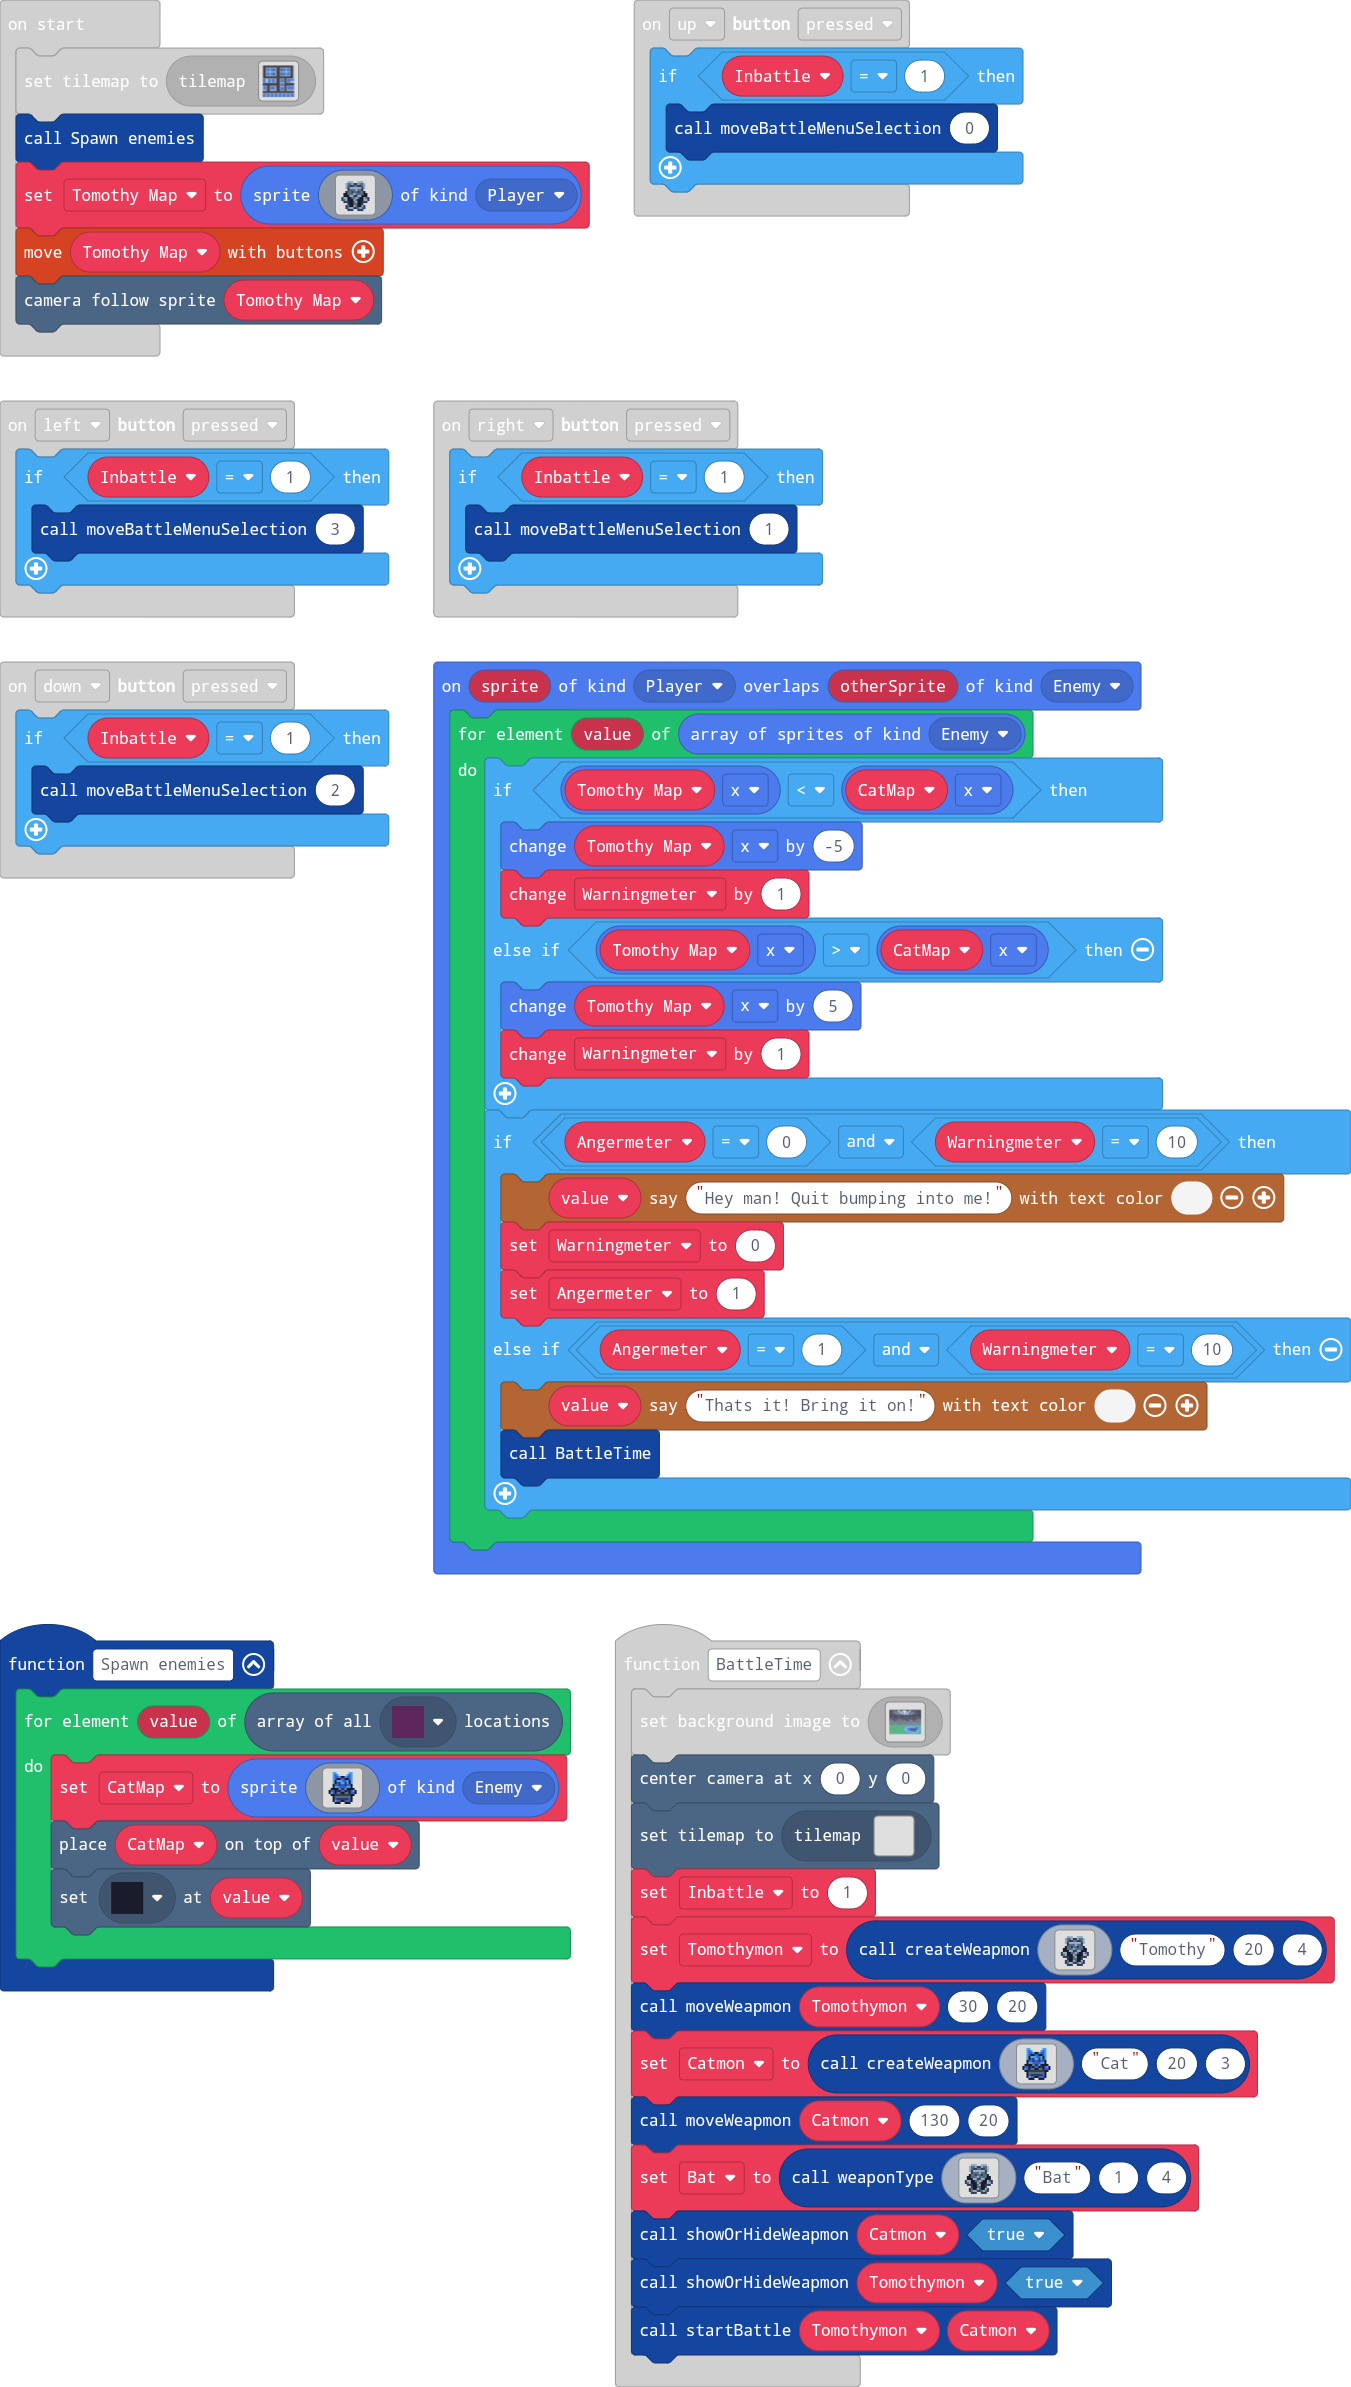 on start
set tilemap to tilemap
call Spawn enemies
set Tomothy Map to sprite of kind Player
move Tomothy Map with buttons
camera follow sprite Tomothy Map
on up button pressed
if Inbattle = 1 then
call moveBattleMenuSelection 0
on left button pressed
if Inbattle = 1 then
call moveBattleMenuSelection 3
on right button pressed
if Inbattle = 1 then
call moveBattleMenuSelection 1
on down button pressed
if Inbattle = 1 then
call moveBattleMenuSelection 2
on sprite of kind Player overlaps otherSprite of kind Enemy
for element value of array of sprites of kind Enemy
do
if Tomothy Map x < CatMap x then
change Tomothy Map x by -5
change Warningmeter by 1
else if Tomothy Map x > CatMap x then
change Tomothy Map x by 5
change Warningmeter by 1
if Angermeter = 0 and Warningmeter = 10 then
value say "Hey man! Quit bumping into me!" with text color
set Warningmeter to 0
set Angermeter to 1
else if Angermeter = 1 and Warningmeter = 10 then
value say "Thats it! Bring it on!" with text color
call BattleTime
function Spawn enemies
for element value of array of all locations
do
set CatMap to sprite of kind Enemy
place CatMap on top of value
set at value
function BattleTime
set background image to
center camera at x 0 y 0
set tilemap to tilemap
set Inbattle to 1
set Tomothymon to call createWeapmon "Tomothy" 20 4
call moveWeapmon Tomothymon 30 20
set Catmon to call createWeapmon "Cat" 20 3
call moveWeapmon Catmon 130 20
set Bat to call weaponType "Bat" 1 4
call showOrHideWeapmon Catmon true
call showOrHideWeapmon Tomothymon true
call startBattle Tomothymon Catmon